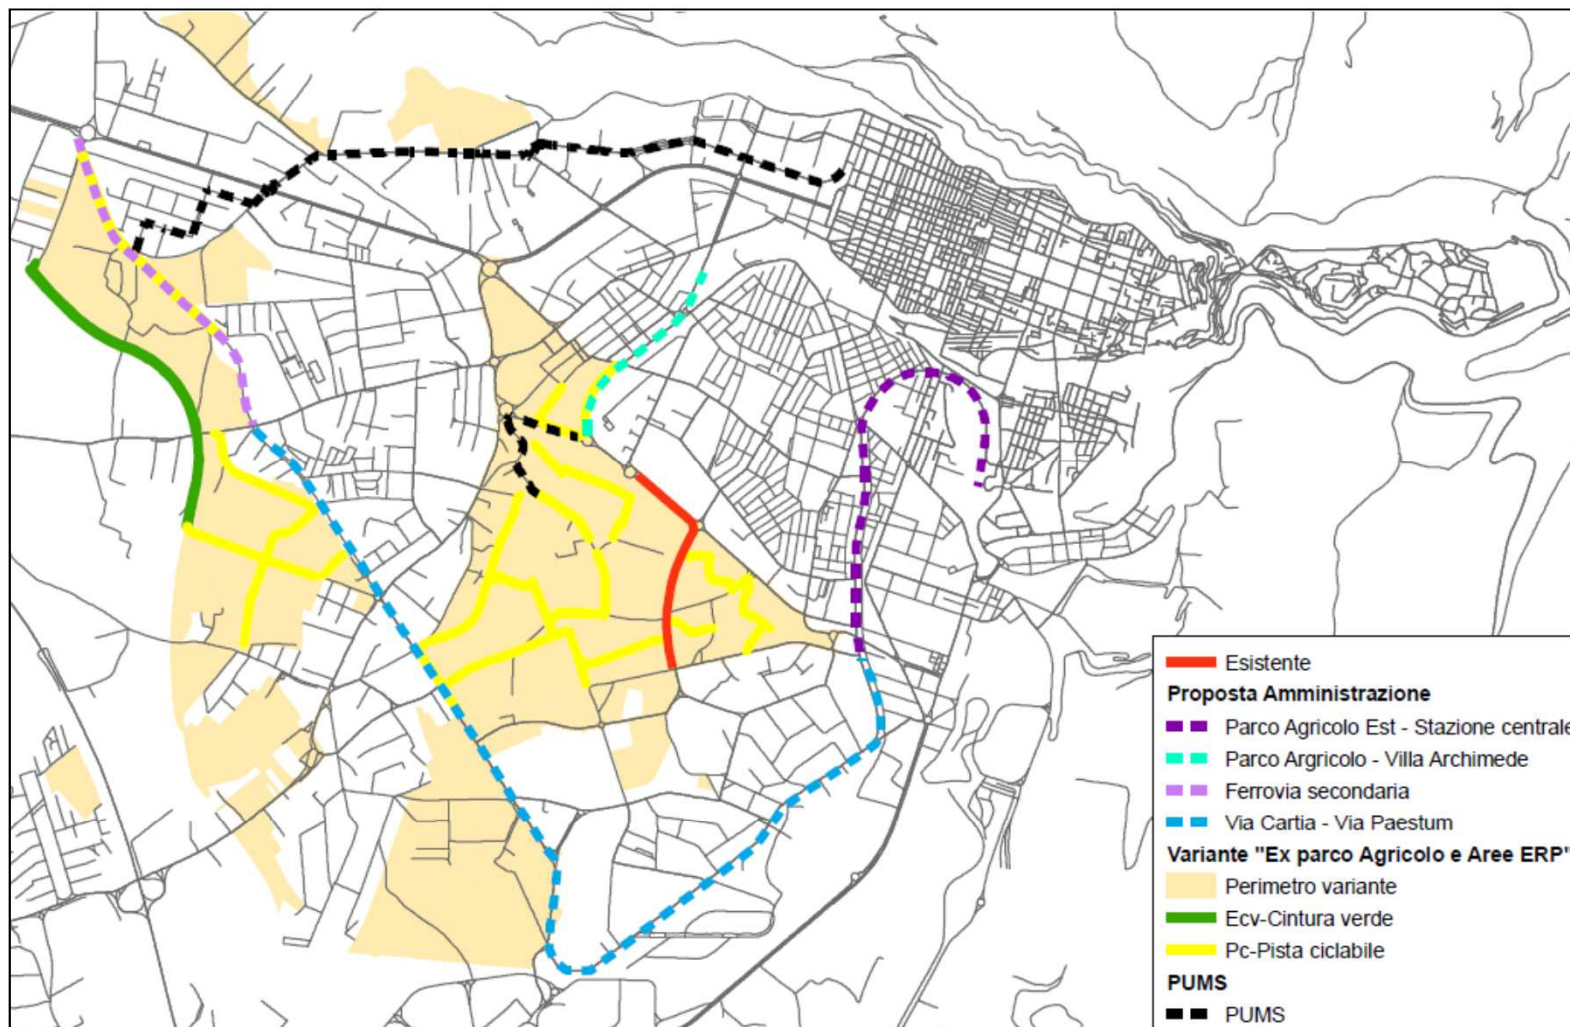 Esistente
Proposta Amministrazione
Parco Agricolo Est - Stazione centrale
Parco Argricolo - Villa Archimede
Ferrovia secondaria
Via Cartia - Via Paestum
Variante "Ex parco Agricolo e Aree ERP"
Perimetro variante
Ecv-Cintura verde
Pc-Pista ciclabile
PUMS
PUMS